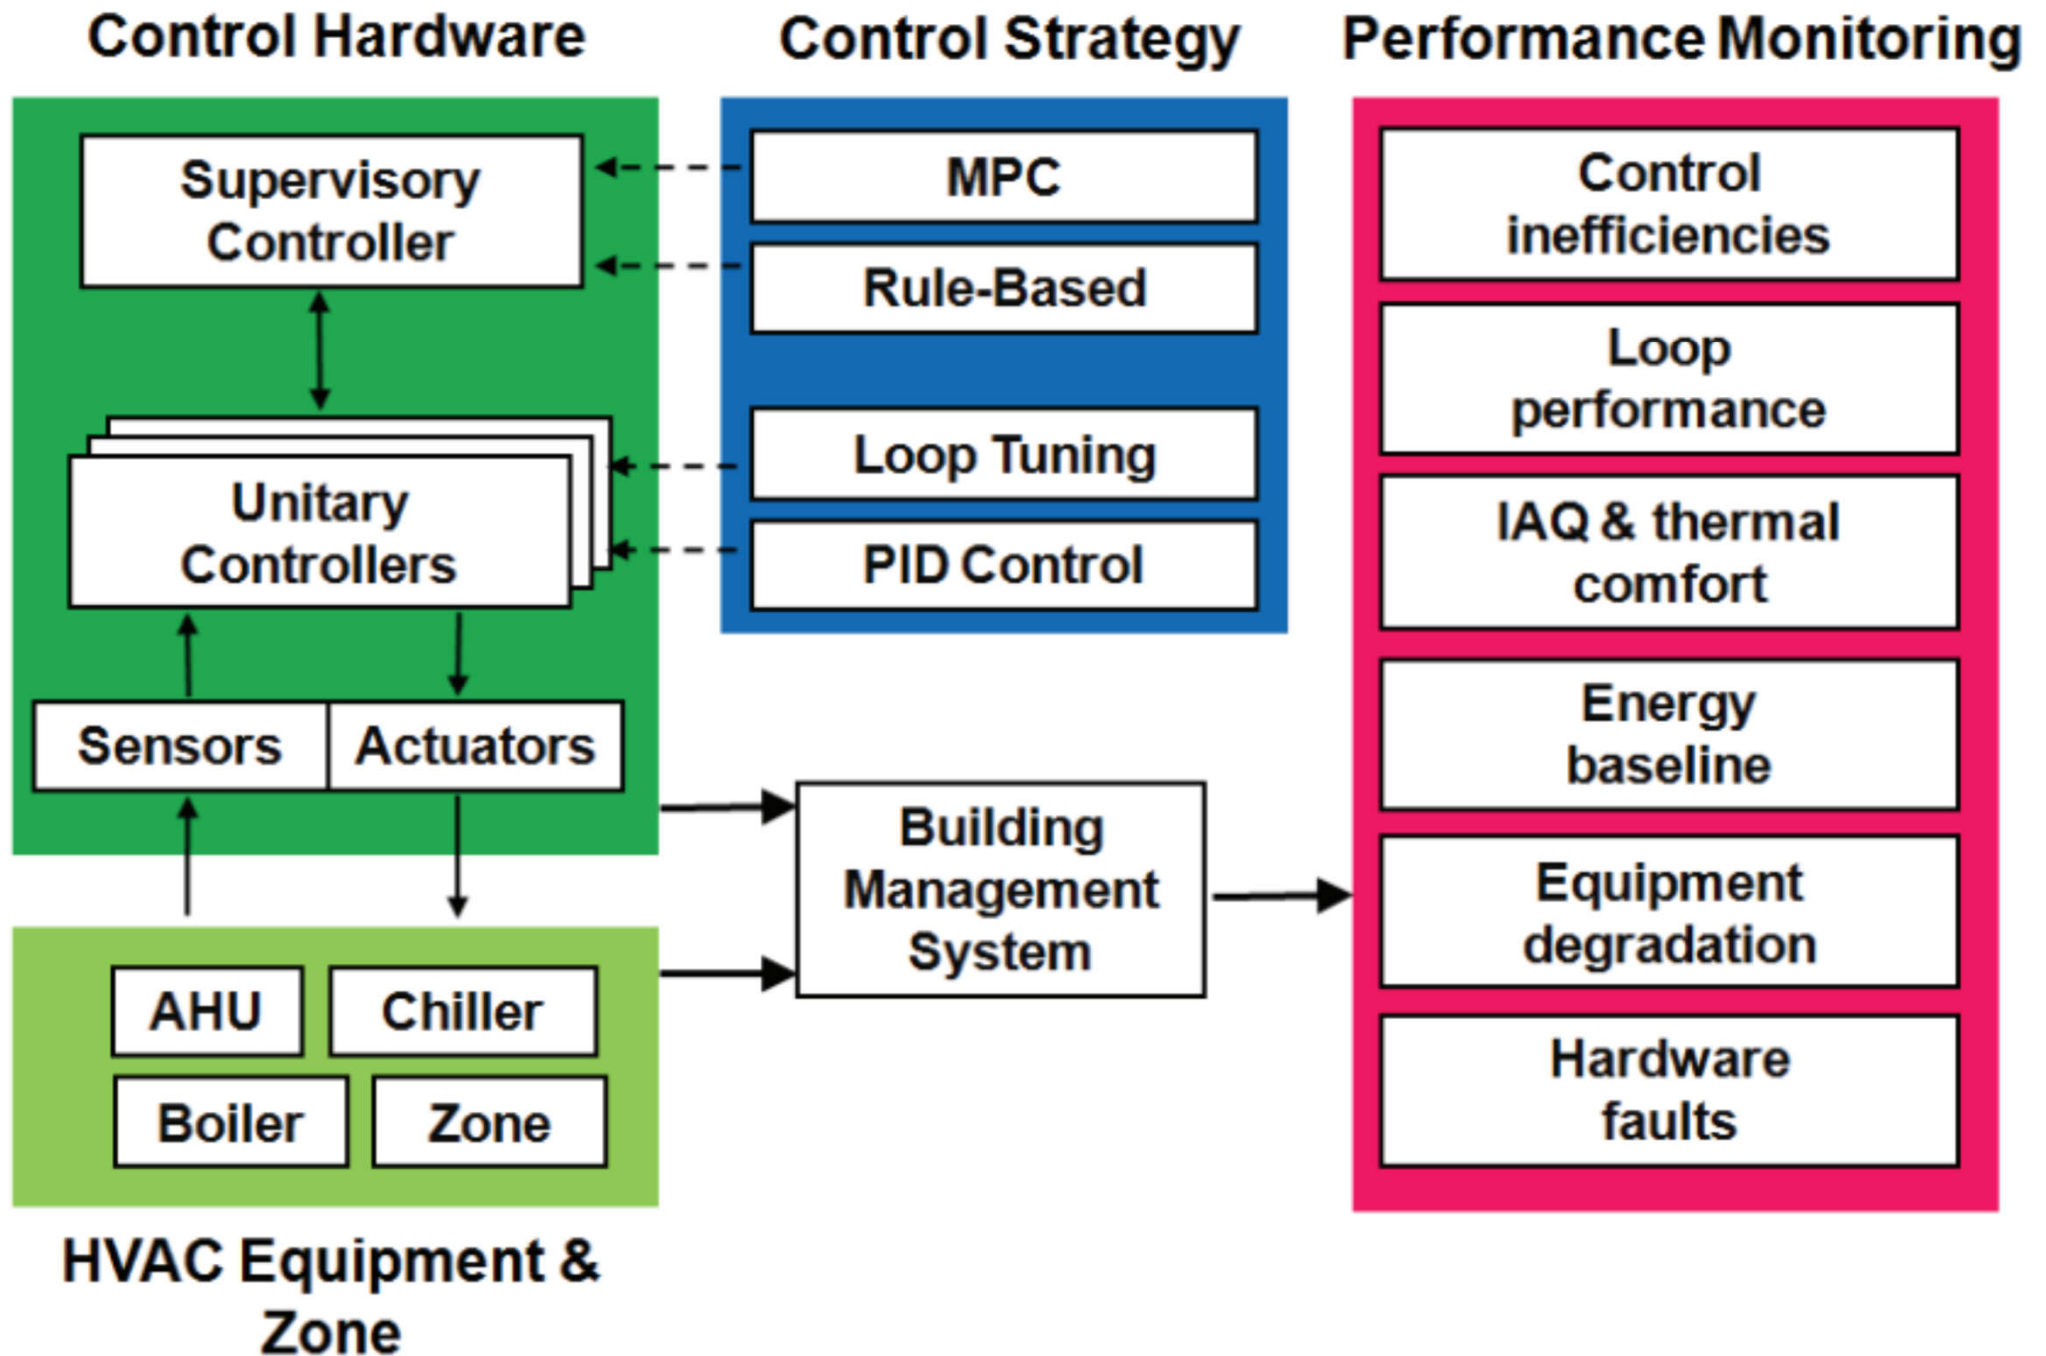 Control Hardware
Supervisory
Controller
Unitary
Controllers
Sensors
Actuators
AHU
Chiller
Boiler
Zone
HVAC Equipment &
Zone
Control Strategy
MPC
Rule-Based
Loop Tuning
PID Control
Building
Management
System
Performance Monitoring
Control
inefficiencies
Loop
performance
IAQ & thermal
comfort
Energy
baseline
Equipment
degradation
Hardware
faults